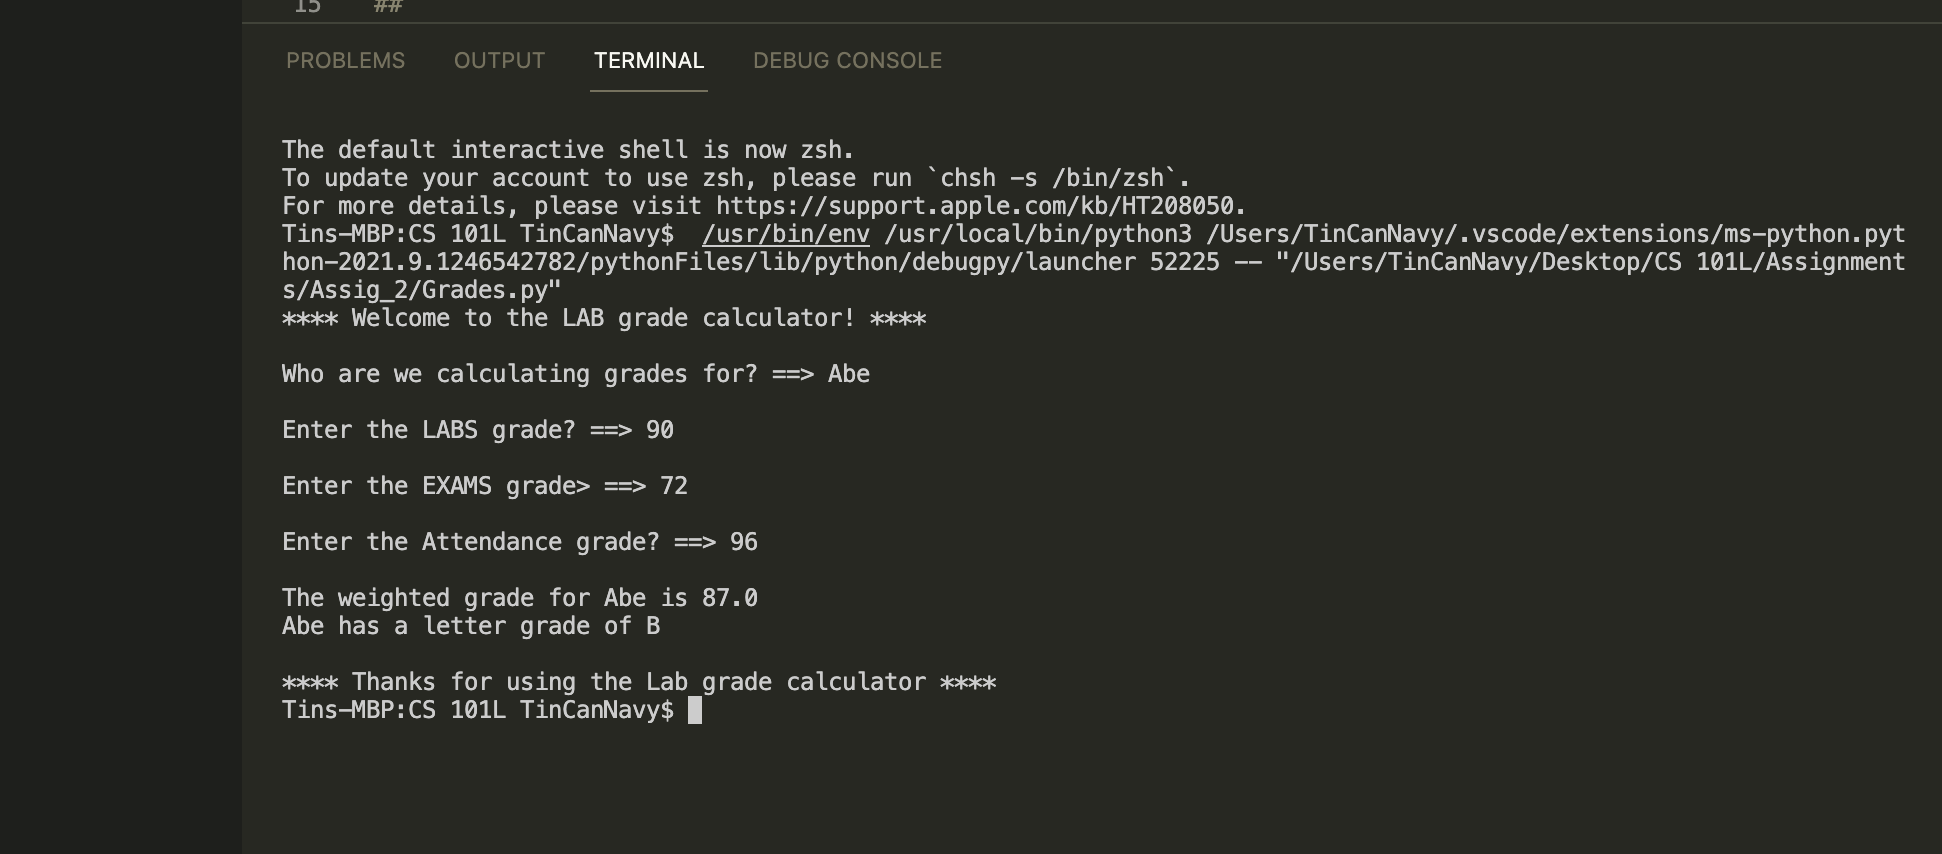 15 ##
PROBLEMS OUTPUT TERMINAL DEBUG CONSOLE
The default interactive shell is now zsh.
To update your account to use zsh, please run `chsh -s /bin/zsh`.
For more details, please visit https://support.apple.com/kb/HT208050.
Tins-MBP:CS 101L TinCanNavy$  /usr/bin/env /usr/local/bin/python3 /Users/TinCanNavy/.vscode/extensions/ms-python.pyt
hon-2021.9.1246542782/pythonFiles/lib/python/debugpy/launcher 52225 -- "/Users/TinCanNavy/Desktop/CS 101L/Assignment
s/Assig_2/Grades.py"
**** Welcome to the LAB grade calculator! ****
Who are we calculating grades for? ==> Abe
Enter the LABS grade? ==> 90
Enter the EXAMS grade> ==> 72
Enter the Attendance grade? ==> 96
The weighted grade for Abe is 87.0
Abe has a letter grade of B
**** Thanks for using the Lab grade calculator ****
Tins-MBP:CS 101L TinCanNavy$